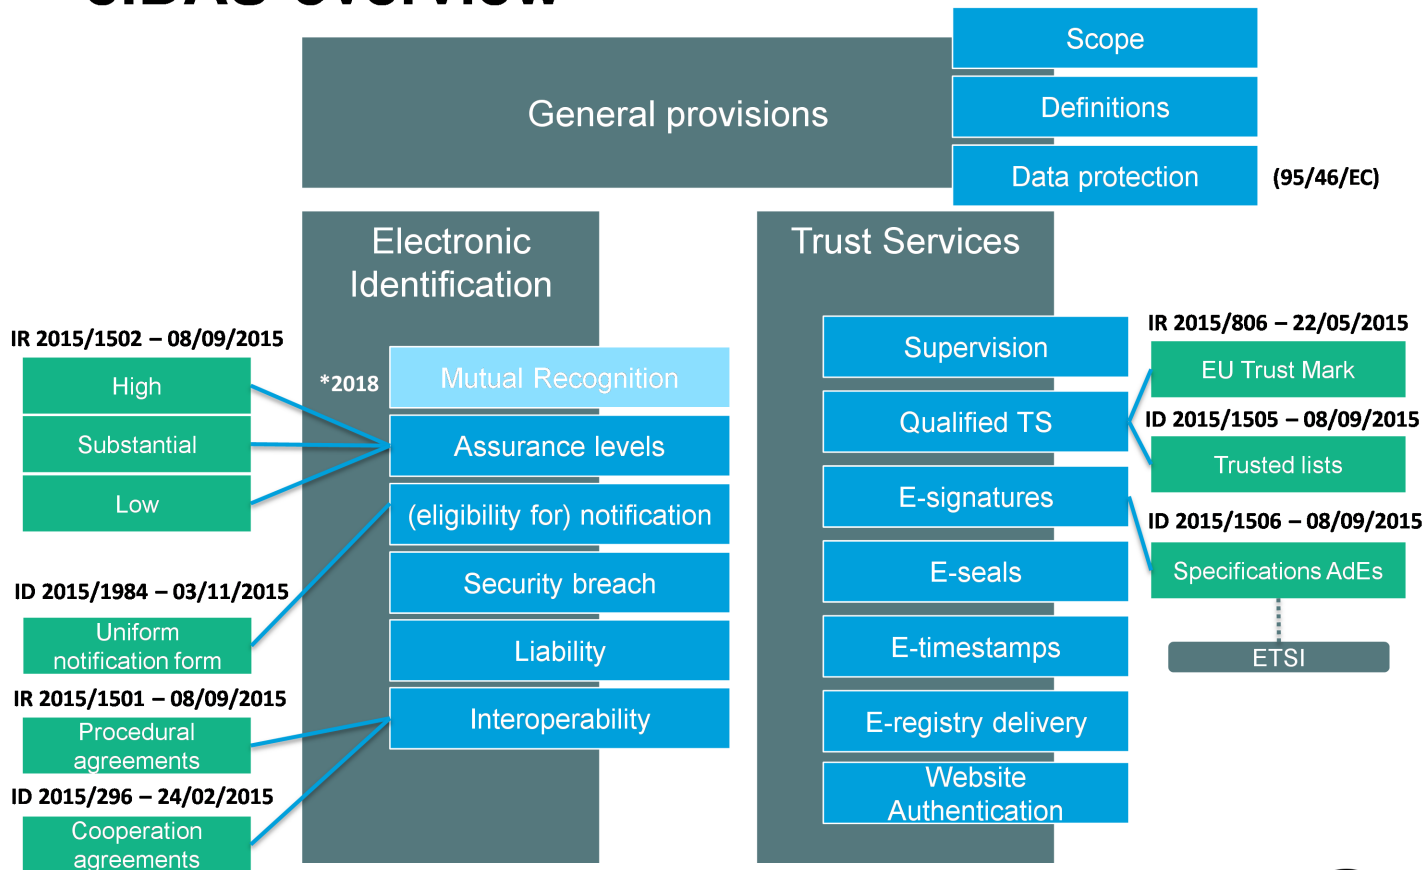 eIDAS overview
General provisions
Scope
Definitions
Data protection
(95/46/EC)
Electronic
Identification
IR 2015/1502 – 08/09/2015
High
Substantial
Low
*2018
Mutual Recognition
Assurance levels
(eligibility for) notification
Security breach
Liability
Interoperability
ID 2015/1984 – 03/11/2015
Uniform
notification form
IR 2015/1501 – 08/09/2015
Procedural
agreements
ID 2015/296 – 24/02/2015
Cooperation
agreements
Trust Services
Supervision
Qualified TS
E-signatures
E-seals
E-timestamps
E-registry delivery
Website
Authentication
IR 2015/806 – 22/05/2015
EU Trust Mark
ID 2015/1505 – 08/09/2015
Trusted lists
ID 2015/1506 – 08/09/2015
Specifications AdEs
ETSI